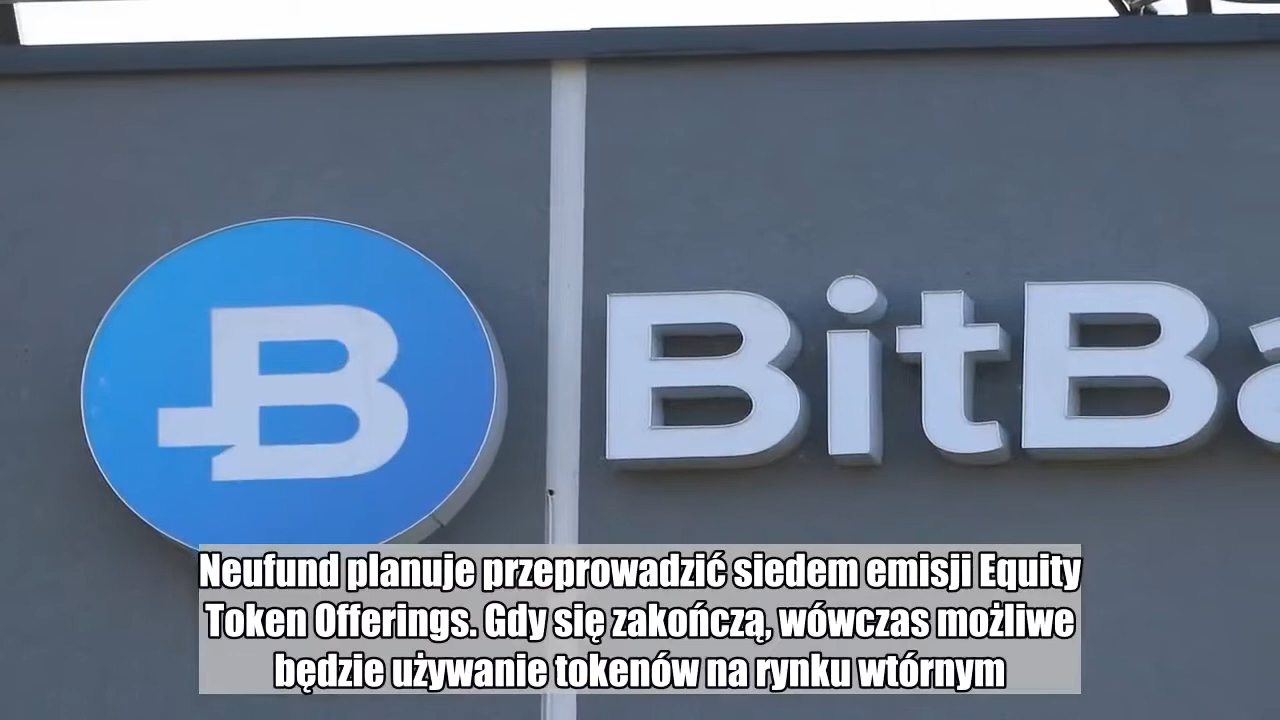 BitBa
Neufund planuje przeprowadzić siedem emisji Equity
Token Offerings. Gdy się zakończą, wówczas możliwe
będzie używanie tokenów na rynku wtórnym